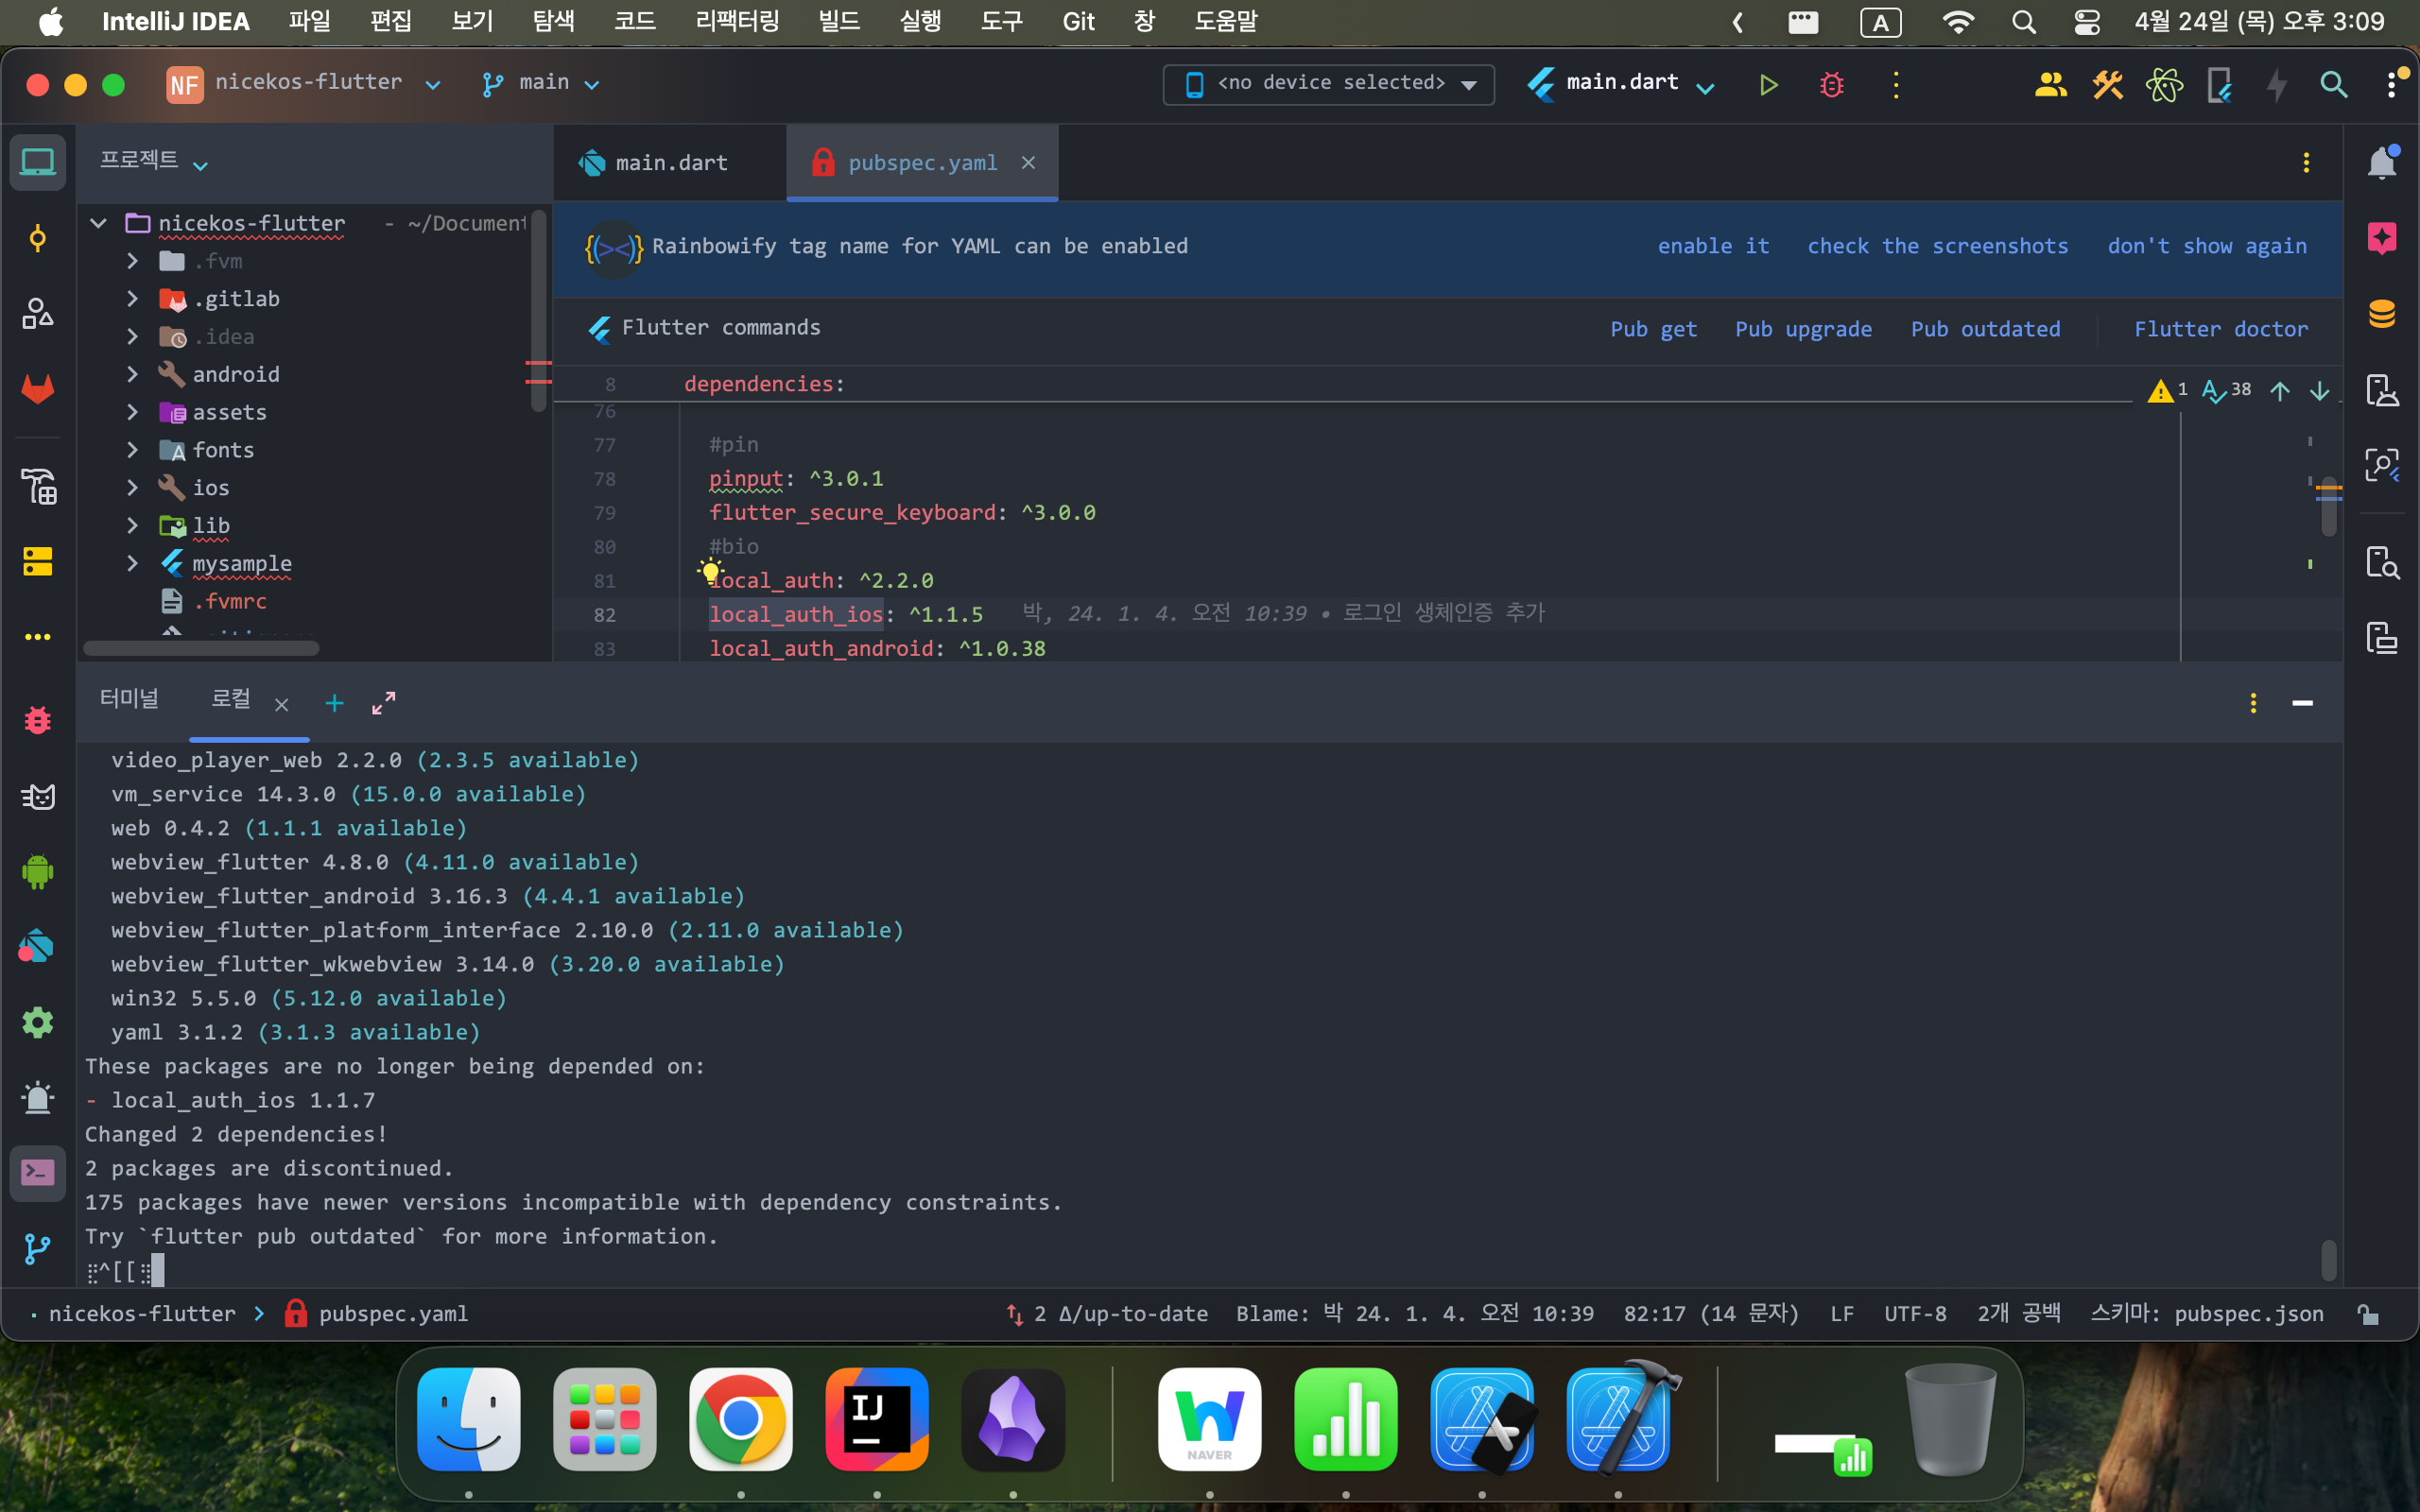 IntelliJ IDEA 파일 편집 보기 탐색 코드 리팩터링 빌드 실행 도구 Git 창 도움말 A 4월 24일 (목) 오후 3:09
NF nicekos-flutter main <no device selected> main.dart
프로젝트
main.dart pubspec.yaml
nicekos-flutter - ~/Document
.fvm
.gitlab
.idea
android
assets
fonts
ios
lib
mysample
.fvmrc
{(><)} Rainbowify tag name for YAML can be enabled enable it check the screenshots don't show again
Flutter commands Pub get Pub upgrade Pub outdated Flutter doctor
8 dependencies: 1 38
76
77 #pin
78 pinput: ^3.0.1
79 flutter_secure_keyboard: ^3.0.0
80 #bio
81 local_auth: ^2.2.0
82 local_auth_ios: ^1.1.5 박, 24. 1. 4. 오전 10:39 • 로그인 생체인증 추가
83 local_auth_android: ^1.0.38
터미널 로컬
video_player_web 2.2.0 (2.3.5 available)
vm_service 14.3.0 (15.0.0 available)
web 0.4.2 (1.1.1 available)
webview_flutter 4.8.0 (4.11.0 available)
webview_flutter_android 3.16.3 (4.4.1 available)
webview_flutter_platform_interface 2.10.0 (2.11.0 available)
webview_flutter_wkwebview 3.14.0 (3.20.0 available)
win32 5.5.0 (5.12.0 available)
yaml 3.1.2 (3.1.3 available)
These packages are no longer being depended on:
- local_auth_ios 1.1.7
Changed 2 dependencies!
2 packages are discontinued.
175 packages have newer versions incompatible with dependency constraints.
Try `flutter pub outdated` for more information.
⣟^[[⣻
nicekos-flutter > pubspec.yaml 2 Δ/up-to-date Blame: 박 24. 1. 4. 오전 10:39 82:17 (14 문자) LF UTF-8 2개 공백 스키마: pubspec.json
IJ
NAVER